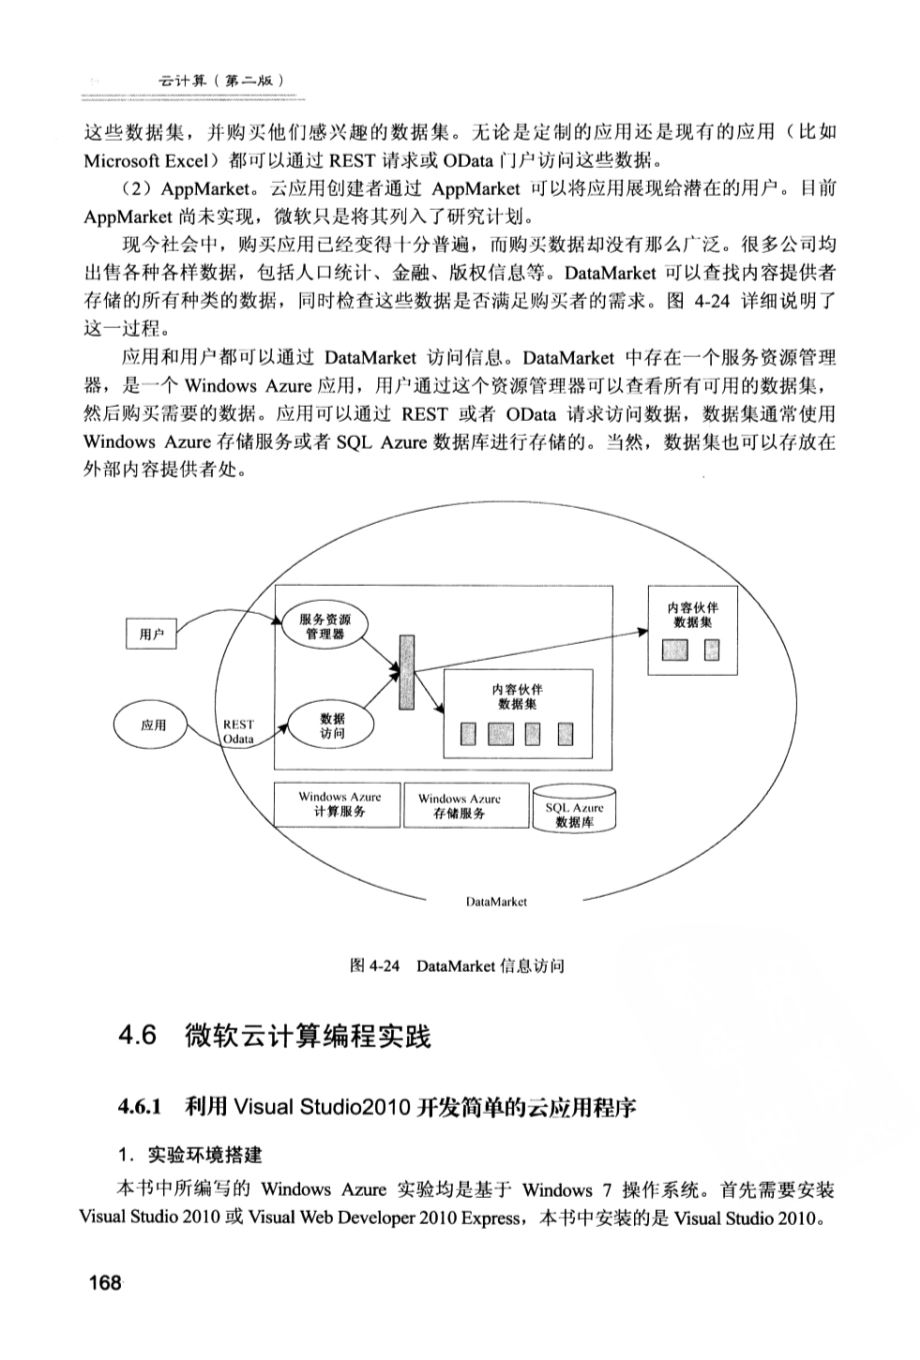 云计算（第二版）
这些数据集，并购买他们感兴趣的数据集。无论是定制的应用还是现有的应用（比如
Microsoft Excel）都可以通过 REST 请求或 OData 门户访问这些数据。
（2）AppMarket。云应用创建者通过 AppMarket 可以将应用展现给潜在的用户。目前
AppMarket 尚未实现，微软只是将其列入了研究计划。
现今社会中，购买应用已经变得十分普遍，而购买数据却没有那么广泛。很多公司均
出售各种各样数据，包括人口统计、金融、版权信息等。DataMarket 可以查找内容提供者
存储的所有种类的数据，同时检查这些数据是否满足购买者的需求。图 4-24 详细说明了
这一过程。
应用和用户都可以通过 DataMarket 访问信息。DataMarket 中存在一个服务资源管理
器，是一个 Windows Azure 应用，用户通过这个资源管理器可以查看所有可用的数据集，
然后购买需要的数据。应用可以通过 REST 或者 OData 请求访问数据，数据集通常使用
Windows Azure 存储服务或者 SQL Azure 数据库进行存储的。当然，数据集也可以存放在
外部内容提供者处。
用户
服务资源
管理器
内容伙伴
数据集
应用
REST
Odata
数据
访问
内容伙伴
数据集
Windows Azure
计算服务
Windows Azure
存储服务
SQL Azure
数据库
DataMarket
图 4-24 DataMarket 信息访问
4.6 微软云计算编程实践
4.6.1 利用 Visual Studio2010 开发简单的云应用程序
1．实验环境搭建
本书中所编写的 Windows Azure 实验均是基于 Windows 7 操作系统。首先需要安装
Visual Studio 2010 或 Visual Web Developer 2010 Express，本书中安装的是 Visual Studio 2010。
168